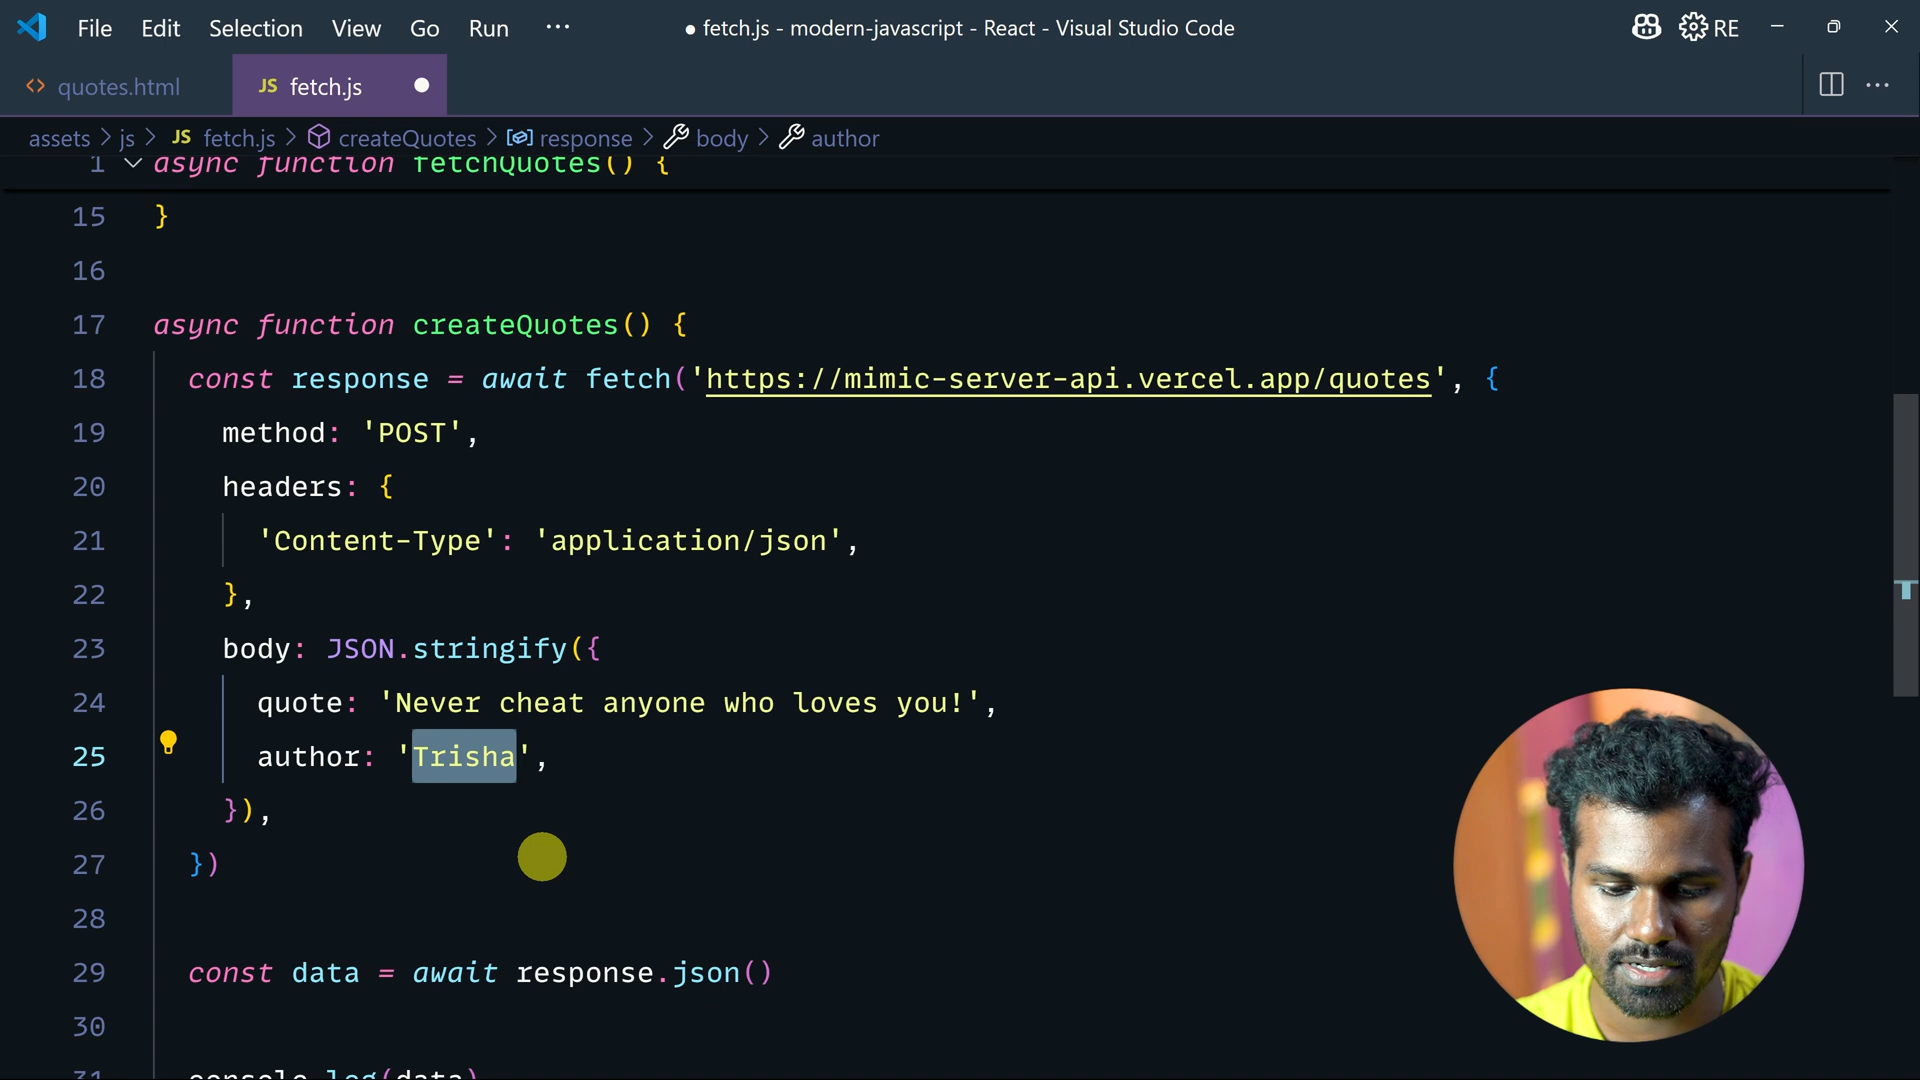 File Edit Selection View Go Run ··· ● fetch.js - modern-javascript - React - Visual Studio Code RE
quotes.html JS fetch.js
assets > js > JS fetch.js > createQuotes > response > body > author
1 async function fetchQuotes() {
15 }
16
17 async function createQuotes() {
18 const response = await fetch('https://mimic-server-api.vercel.app/quotes', {
19 method: 'POST',
20 headers: {
21 'Content-Type': 'application/json',
22 },
23 body: JSON.stringify({
24 quote: 'Never cheat anyone who loves you!',
25 author: 'Trisha',
26 }),
27 })
28
29 const data = await response.json()
30
31 console.log(data)